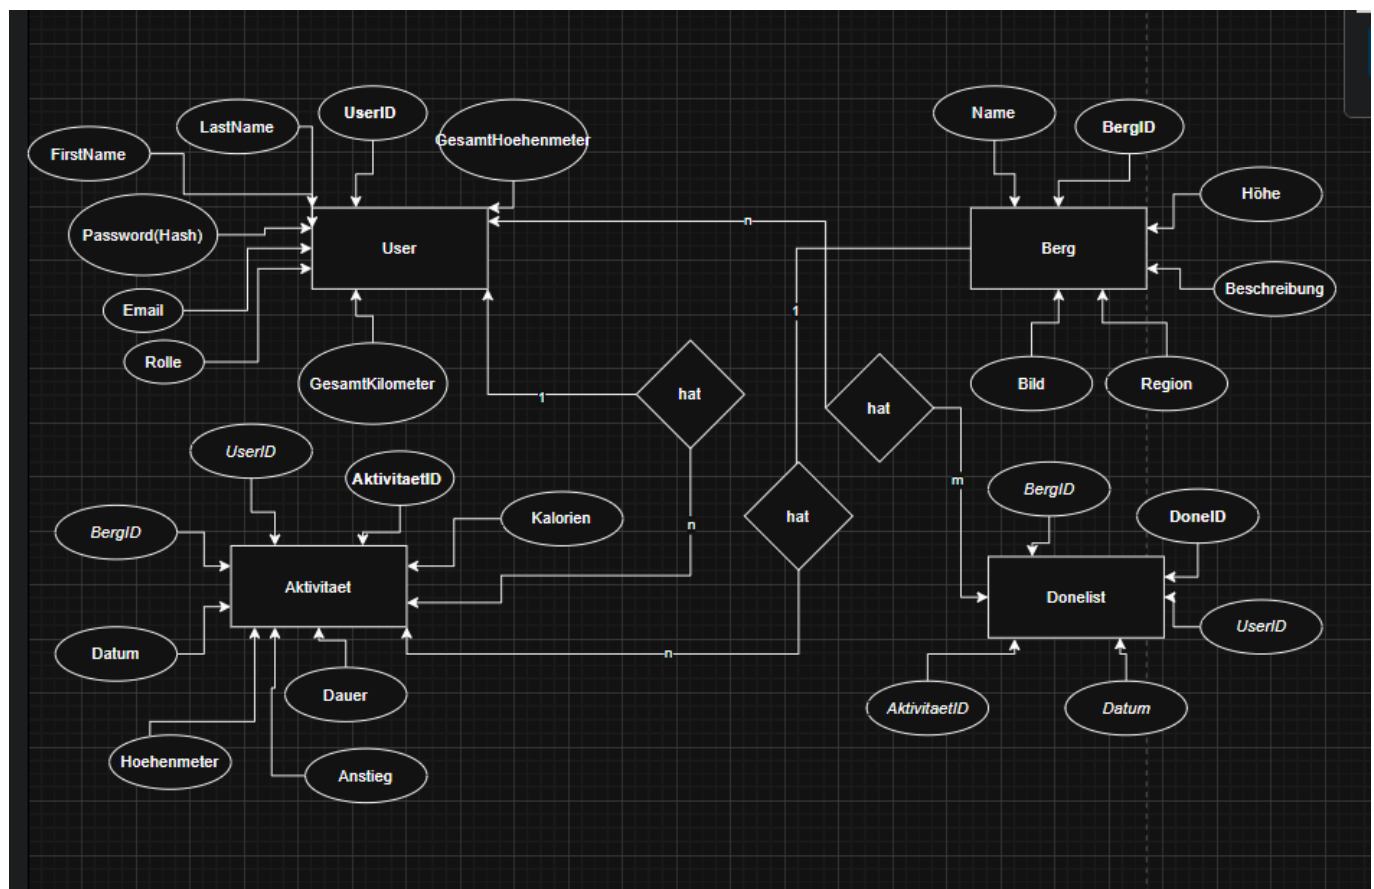 UserID
LastName
GesamtHoehenmeter
FirstName
Password(Hash)
User
Email
Rolle
GesamtKilometer
Name
BergID
Höhe
Berg
Beschreibung
Bild
Region
n
1
1
hat
hat
m
n
hat
n
UserID
AktivitaetID
BergID
Kalorien
Aktivitaet
Datum
Dauer
Hoehenmeter
Anstieg
BergID
DoneID
Donelist
UserID
AktivitaetID
Datum